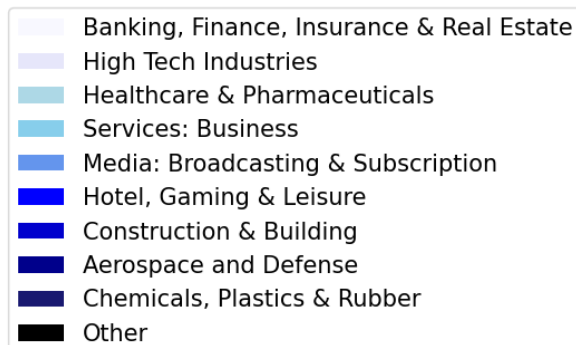 Banking, Finance, Insurance & Real Estate
High Tech Industries
Healthcare & Pharmaceuticals
Services: Business
Media: Broadcasting & Subscription
Hotel, Gaming & Leisure
Construction & Building
Aerospace and Defense
Chemicals, Plastics & Rubber
Other